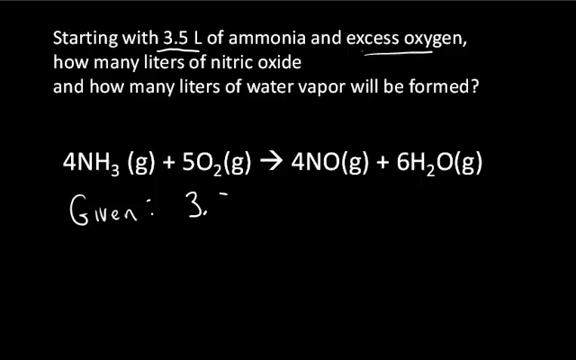 Starting with 3.5 L of ammonia and excess oxygen,
how many liters of nitric oxide
and how many liters of water vapor will be formed?
4NH₃ (g) + 5O₂(g) → 4NO(g) + 6H₂O(g)
Given: 3.